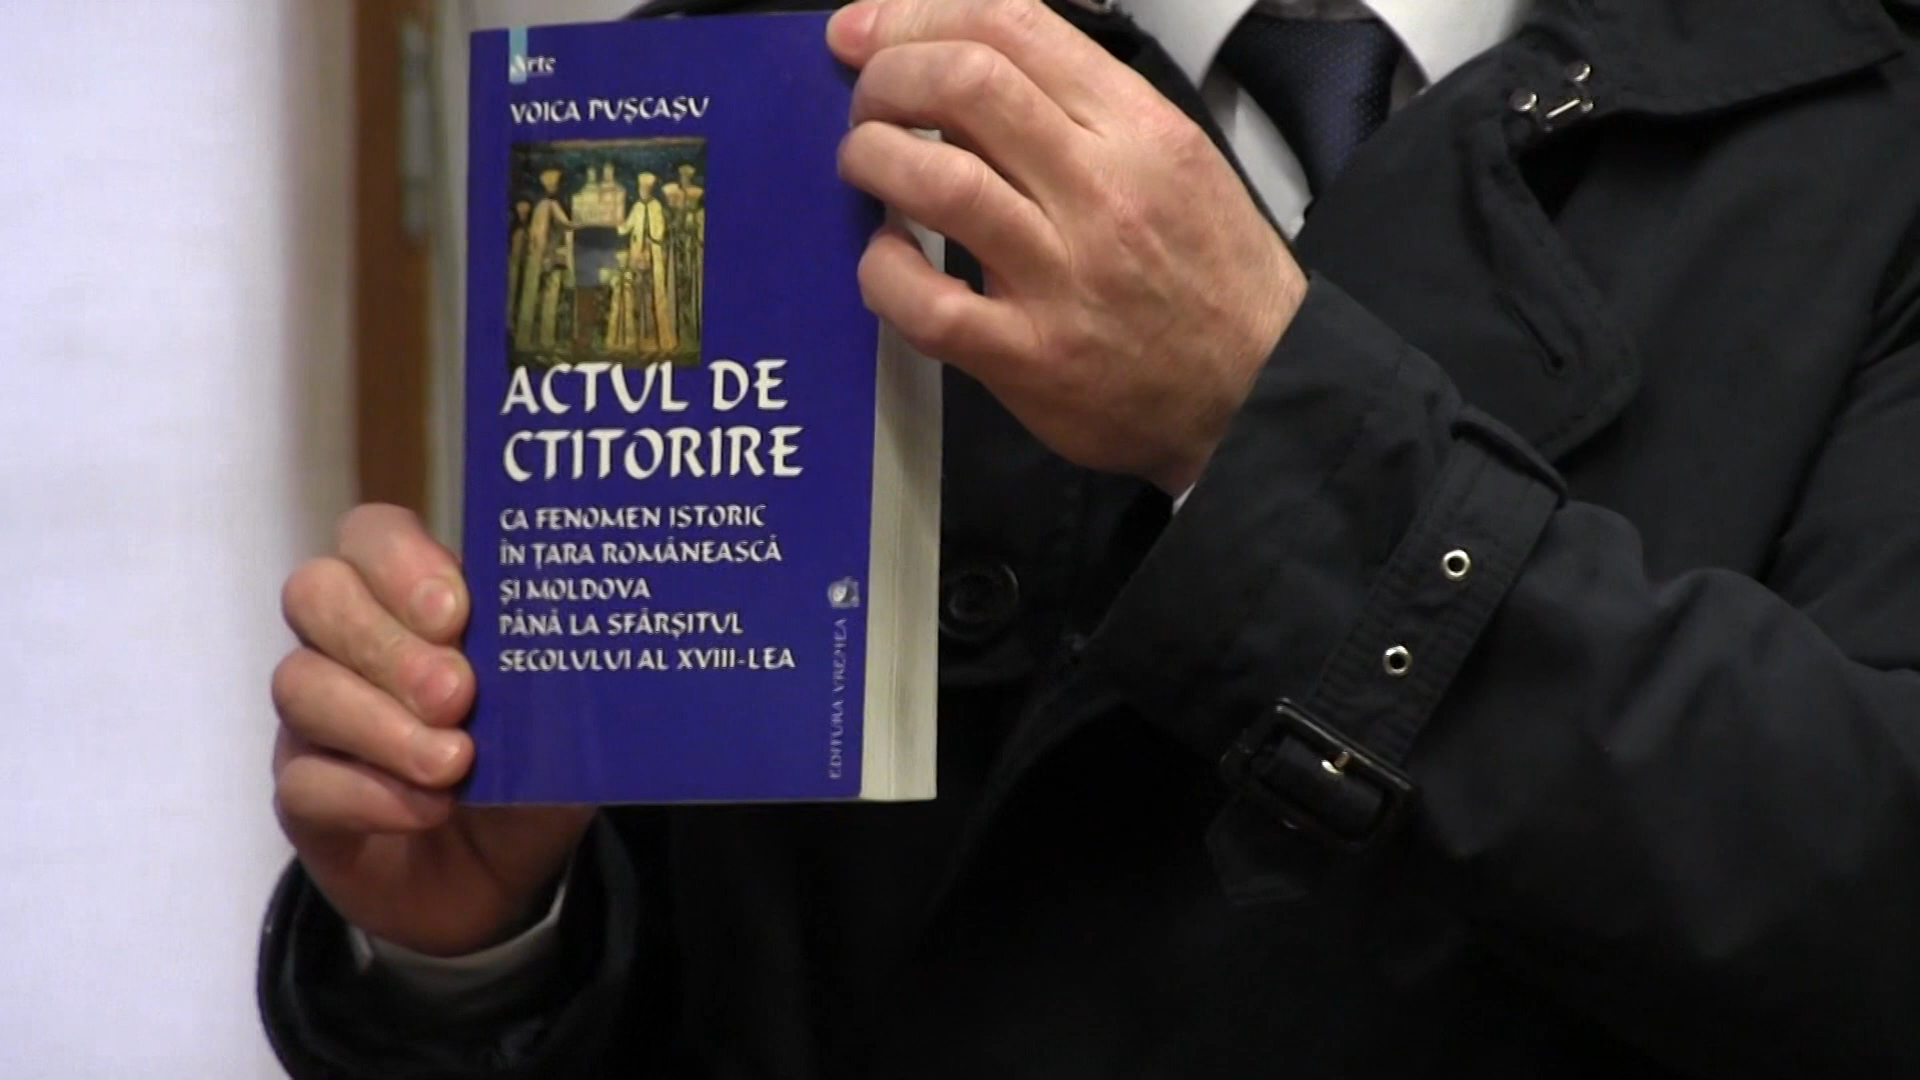 Arte
VOICA PUȘCAȘU
ACTUL DE
CTITORIRE
CA FENOMEN ISTORIC
ÎN ȚARA ROMÂNEASCĂ
ȘI MOLDOVA
PÂNĂ LA SFÂRȘITUL
SECOLULUI AL XVIII-LEA
EDITURA VREMEA